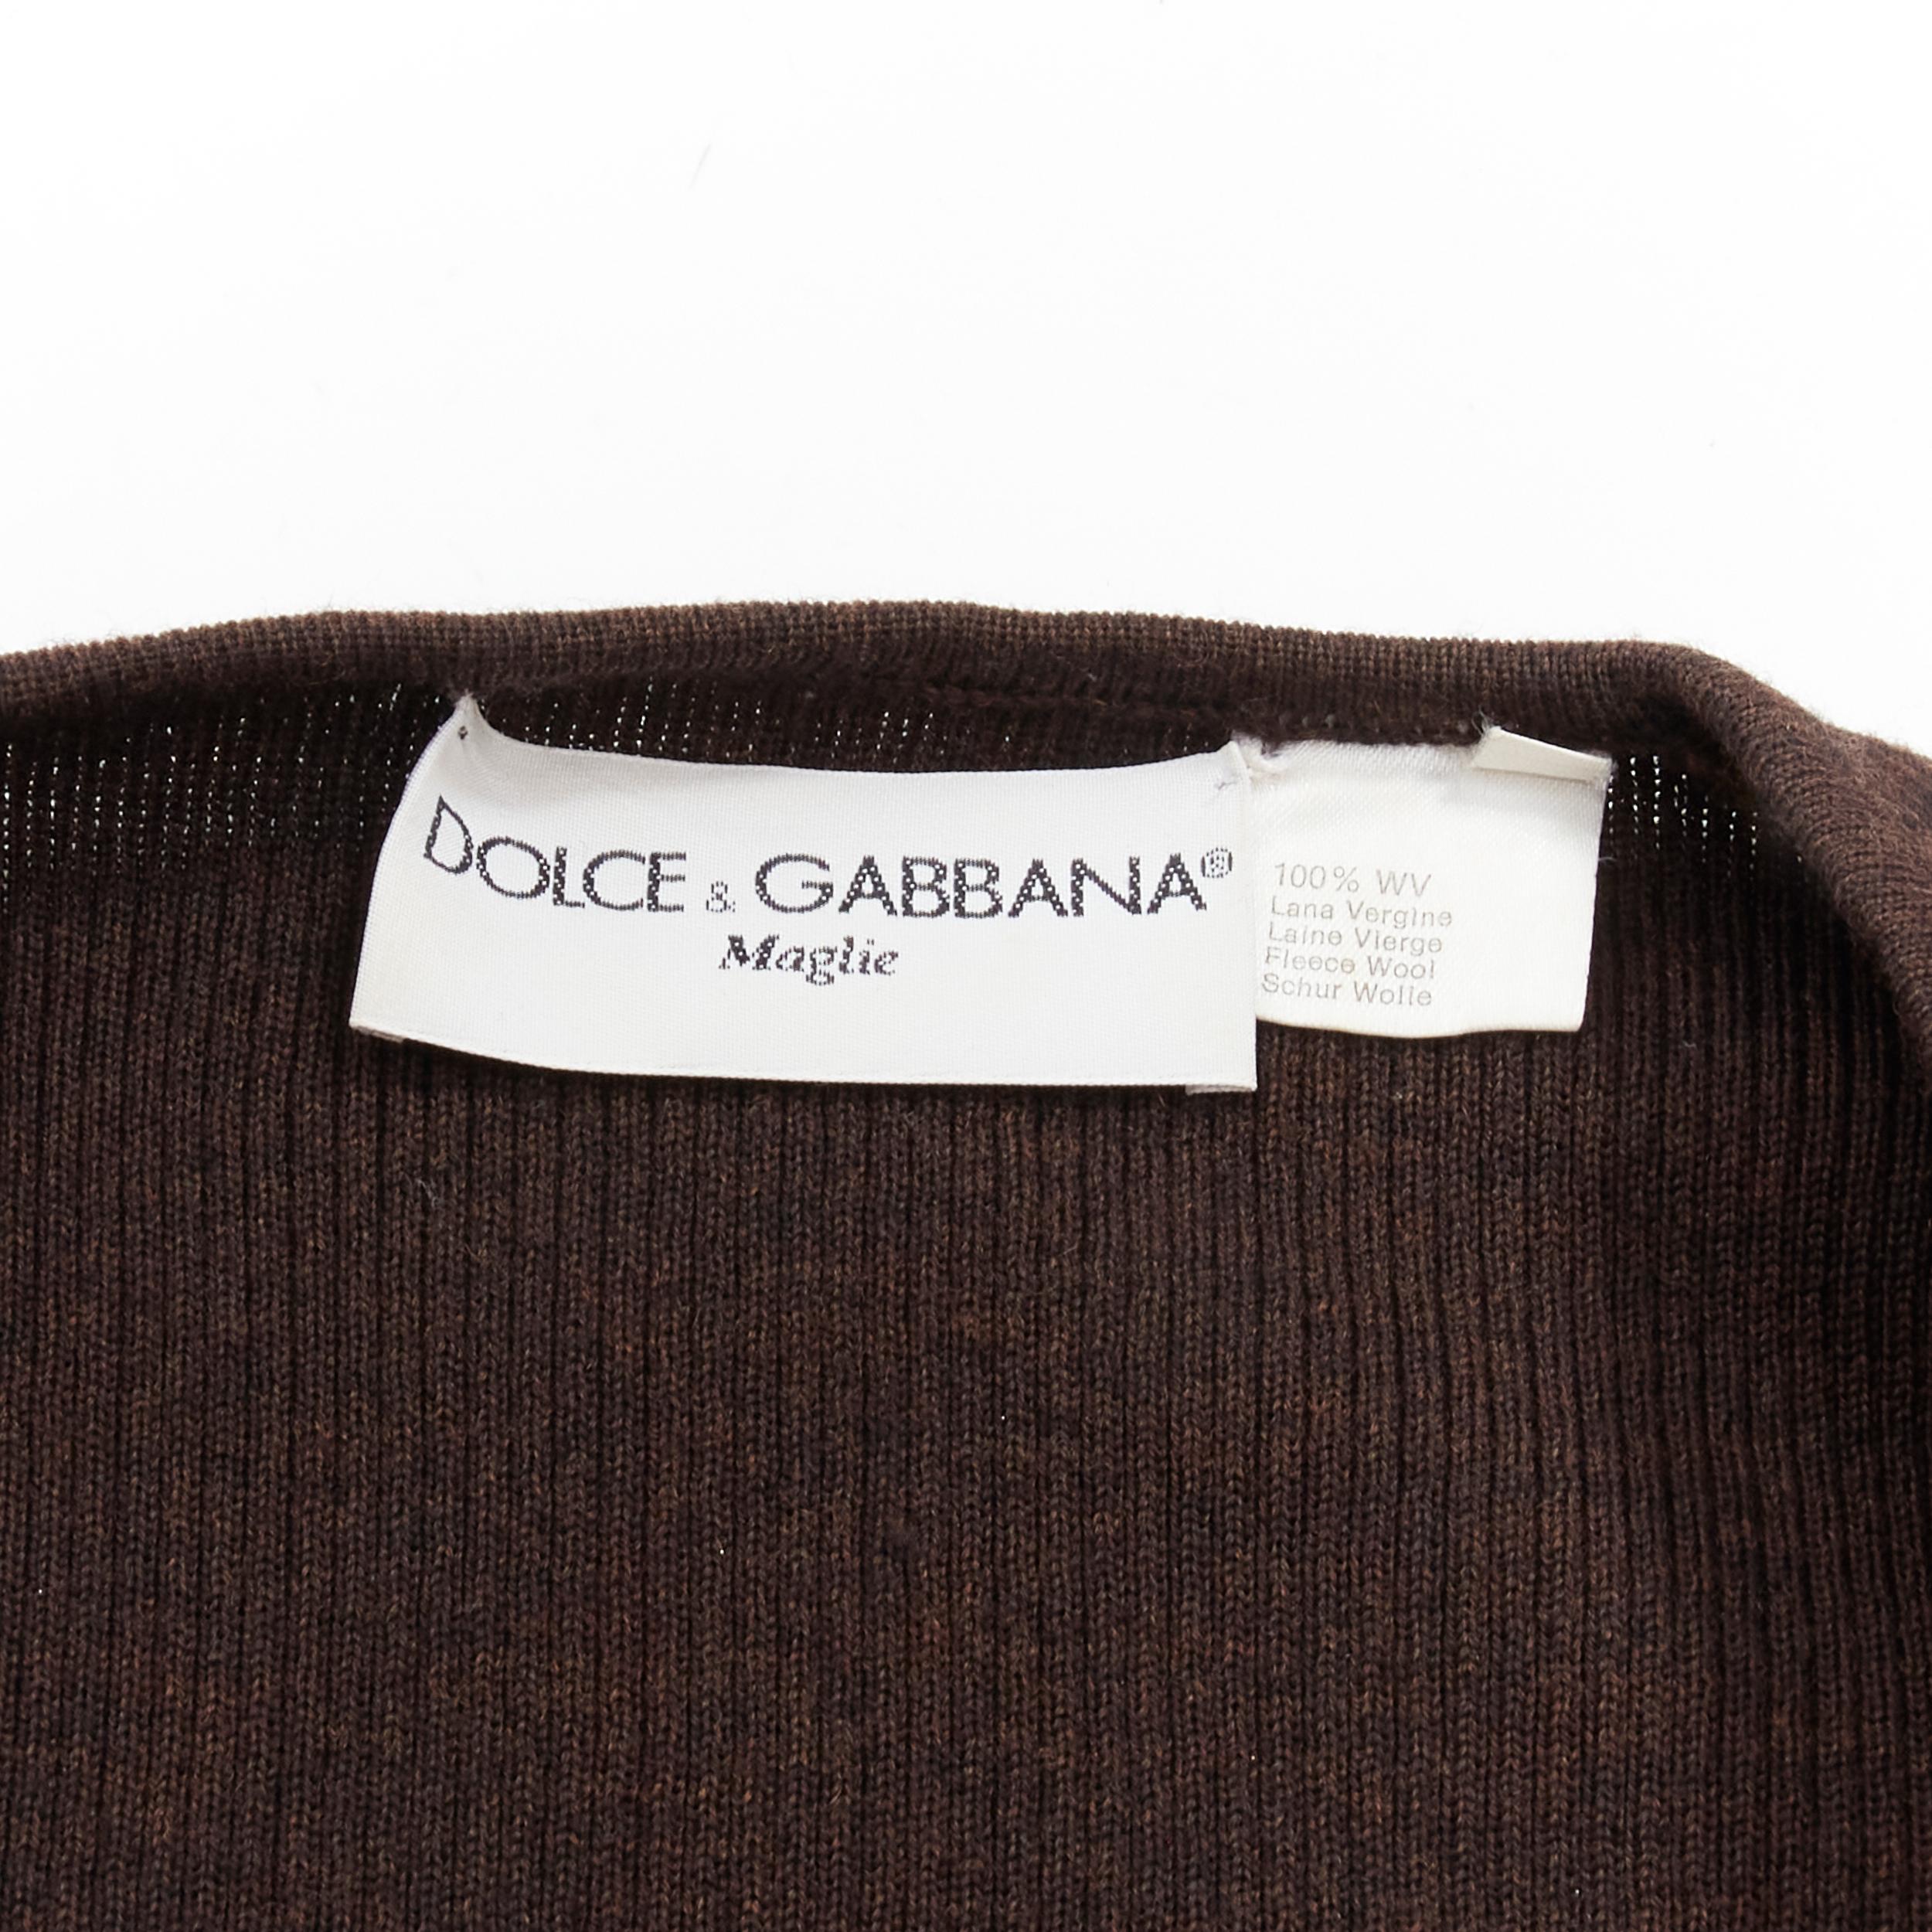 DOLCE & GABBANA®
Maglie
100% WV
Lana Vergine
Laine Vierge
Fleece Wool
Schur Wolle